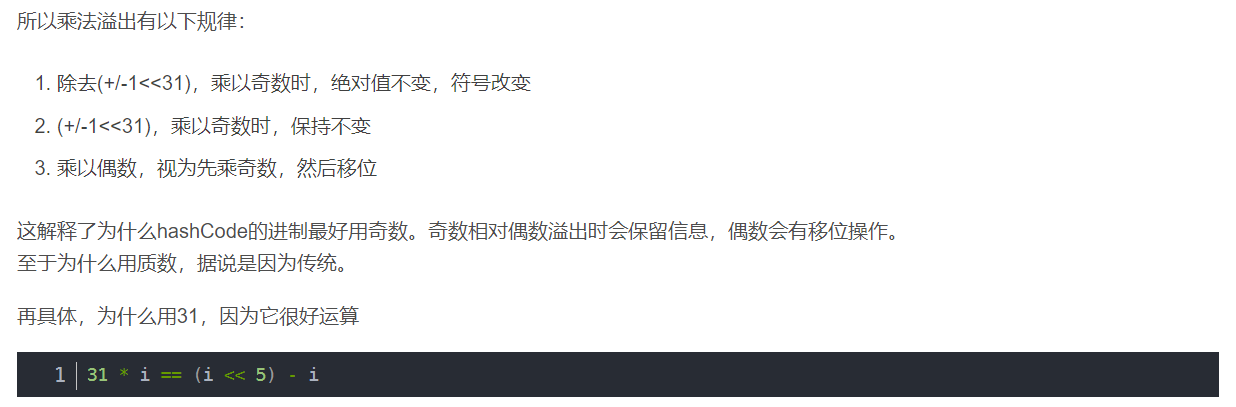 所以乘法溢出有以下规律：
1. 除去(+/-1<<31)，乘以奇数时，绝对值不变，符号改变
2. (+/-1<<31)，乘以奇数时，保持不变
3. 乘以偶数，视为先乘奇数，然后移位
这解释了为什么hashCode的进制最好用奇数。奇数相对偶数溢出时会保留信息，偶数会有移位操作。
至于为什么用质数，据说是因为传统。
再具体，为什么用31，因为它很好运算
1 31 * i == (i << 5) - i